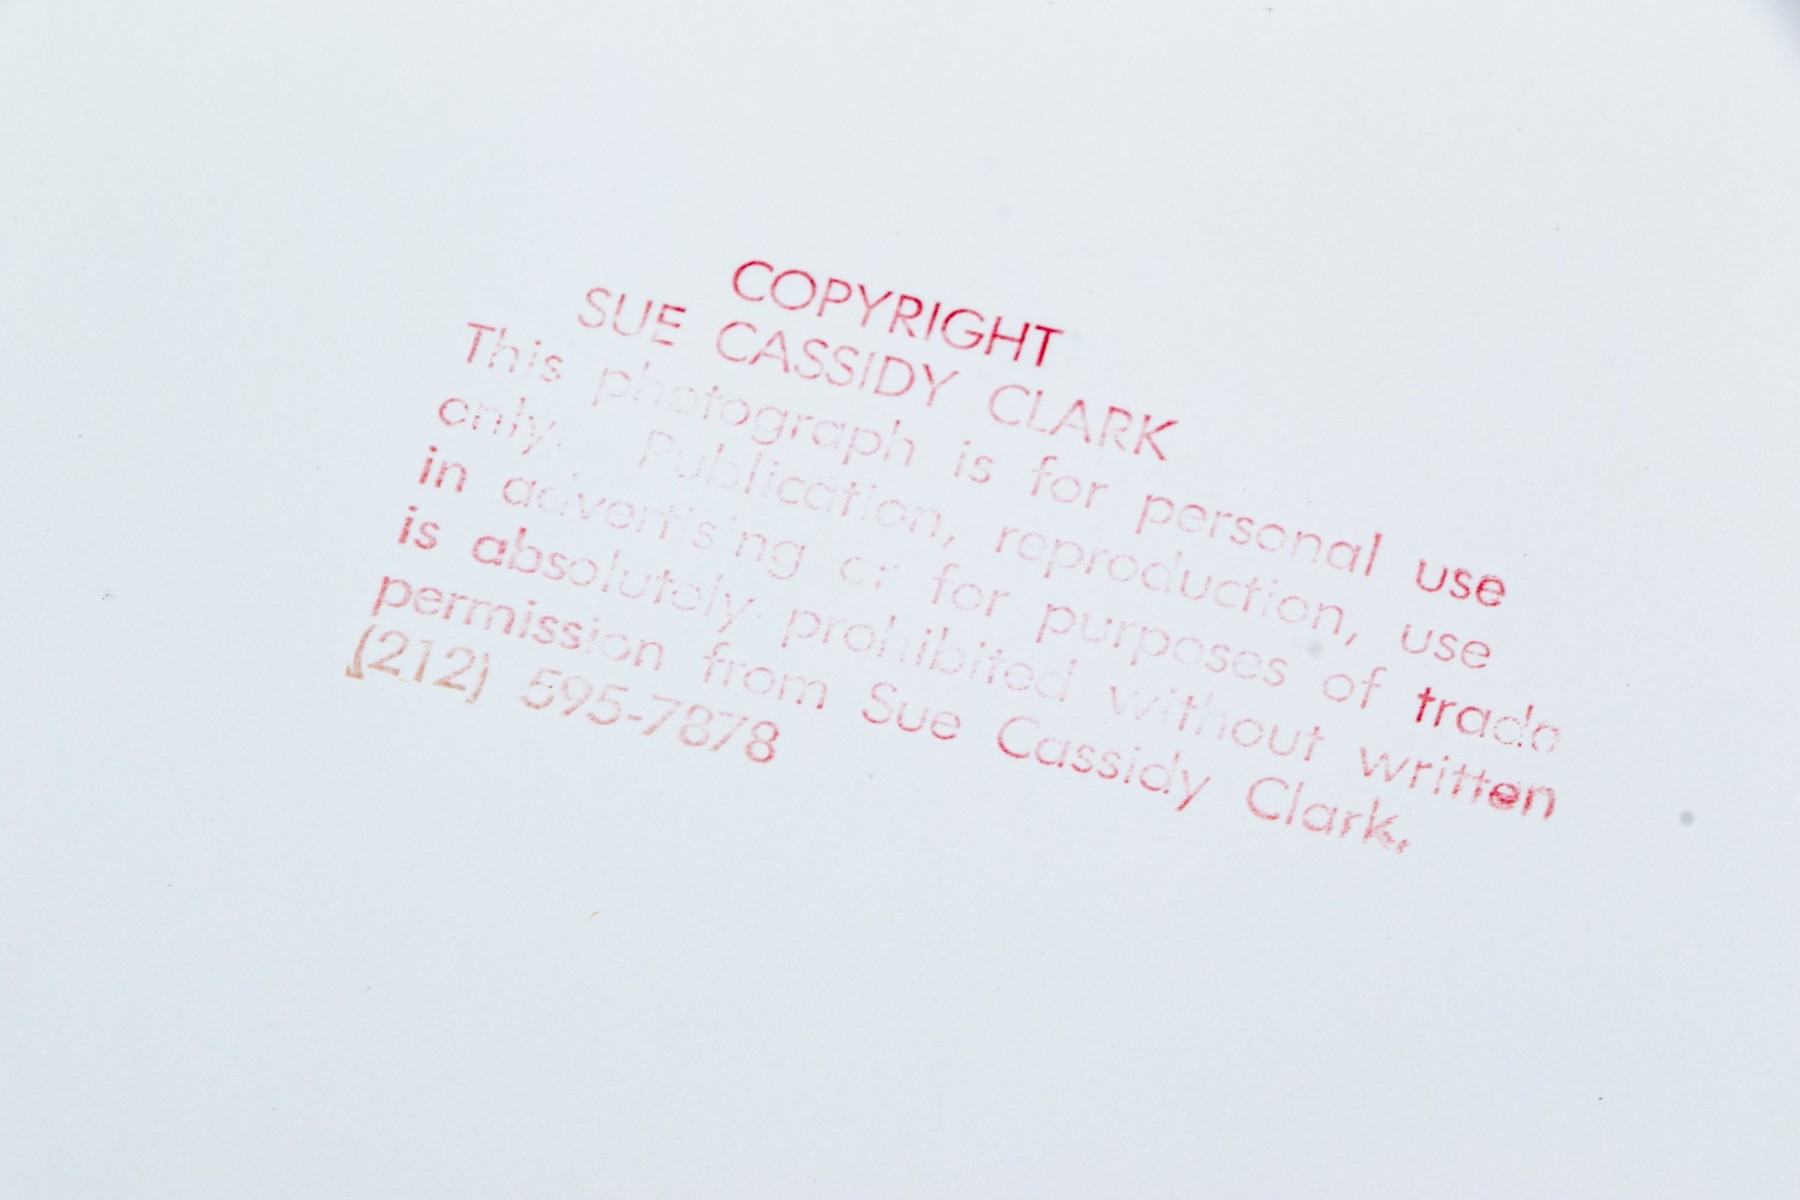 COPYRIGHT
SUE CASSIDY CLARK
This photograph is for personal use
only. Publication, reproduction, use
in advertising or for purposes of trade
is absolutely prohibited without written
permission from Sue Cassidy Clark.
(212) 595-7878